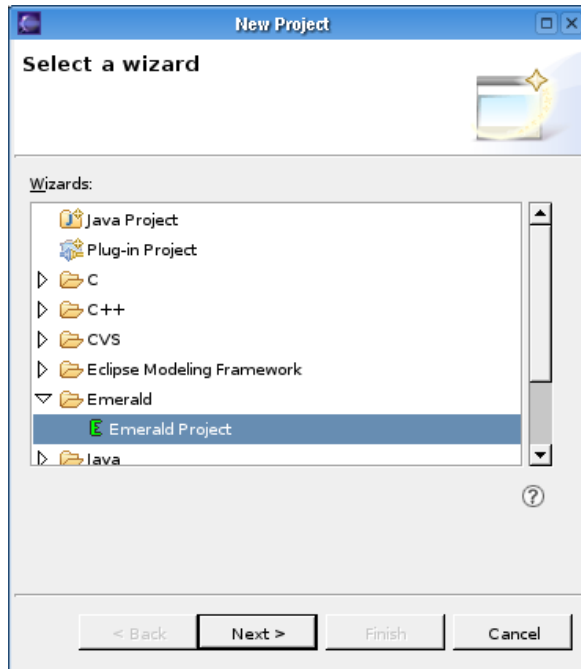 New Project
Select a wizard
Wizards:
Java Project
Plug-in Project
C
C++
CVS
Eclipse Modeling Framework
Emerald
Emerald Project
Java
< Back
Next >
Finish
Cancel